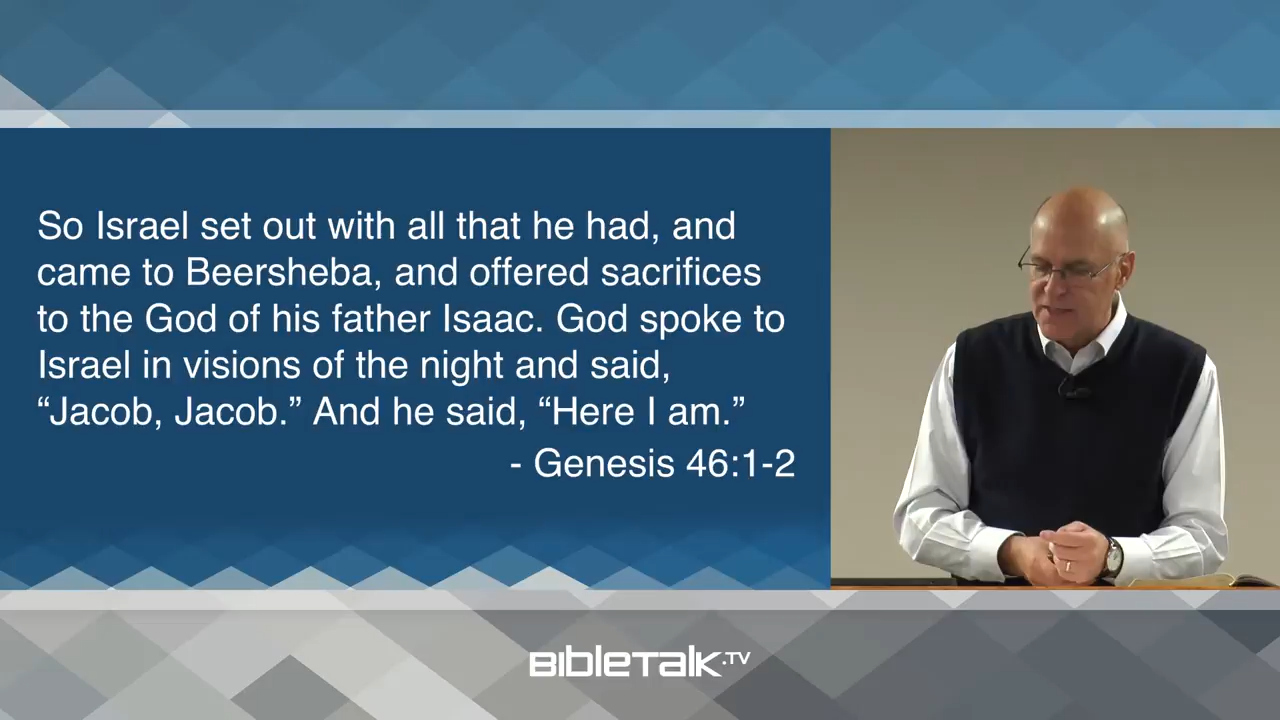 So Israel set out with all that he had, and
came to Beersheba, and offered sacrifices
to the God of his father Isaac. God spoke to
Israel in visions of the night and said,
“Jacob, Jacob.” And he said, “Here I am.”
- Genesis 46:1-2
BIBLETALK.TV